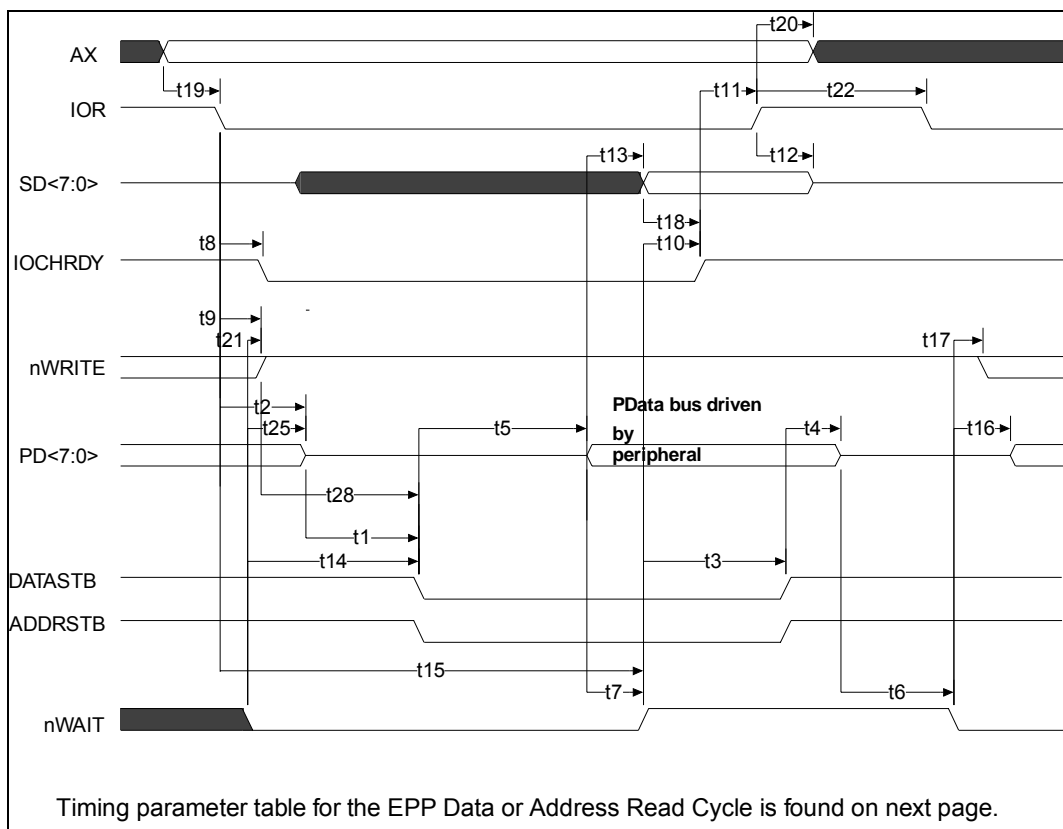 t20
AX
t19
t11
t22
IOR
t13
t12
SD<7:0>
t18
t8
t10
IOCHRDY
t9
t21
t17
nWRITE
t2
PData bus driven
t25
t5
by
t4
t16
PD<7:0>
peripheral
t28
t1
t14
t3
DATASTB
ADDRSTB
t15
t7
t6
nWAIT
Timing parameter table for the EPP Data or Address Read Cycle is found on next page.